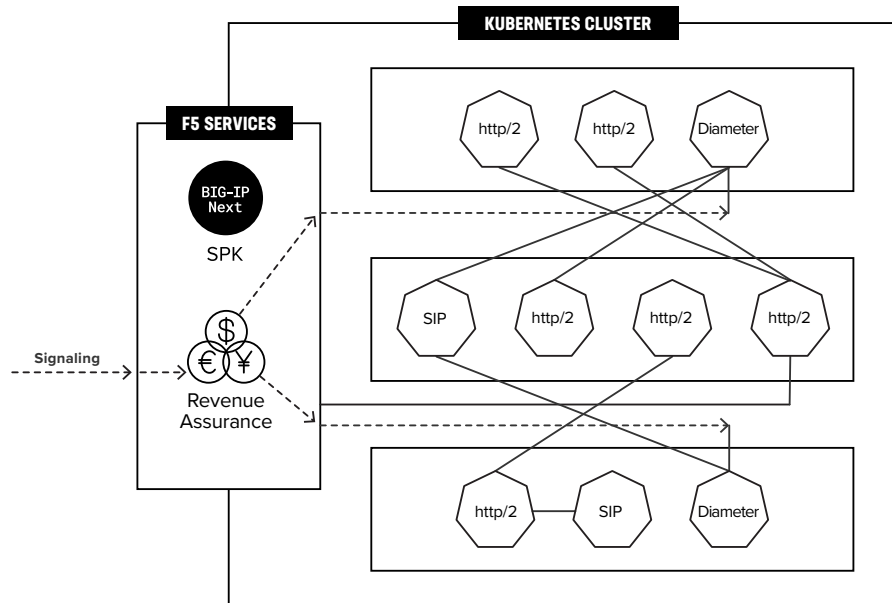 KUBERNETES CLUSTER
F5 SERVICES
BIG-IP
Next
SPK
Signaling
$
€ ¥
Revenue
Assurance
http/2 http/2 Diameter
SIP http/2 http/2 http/2
http/2 SIP Diameter